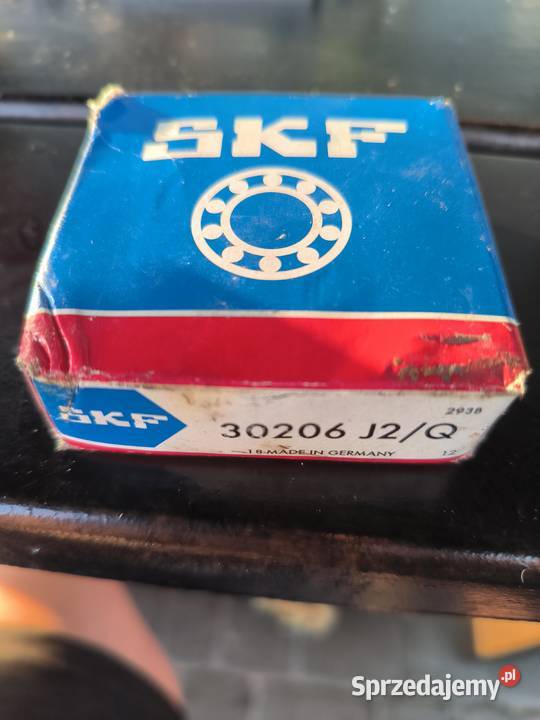 SKF
2938
SKF
30206 J2/Q
18-MADE IN GERMANY
12
Sprzedajemy.pl